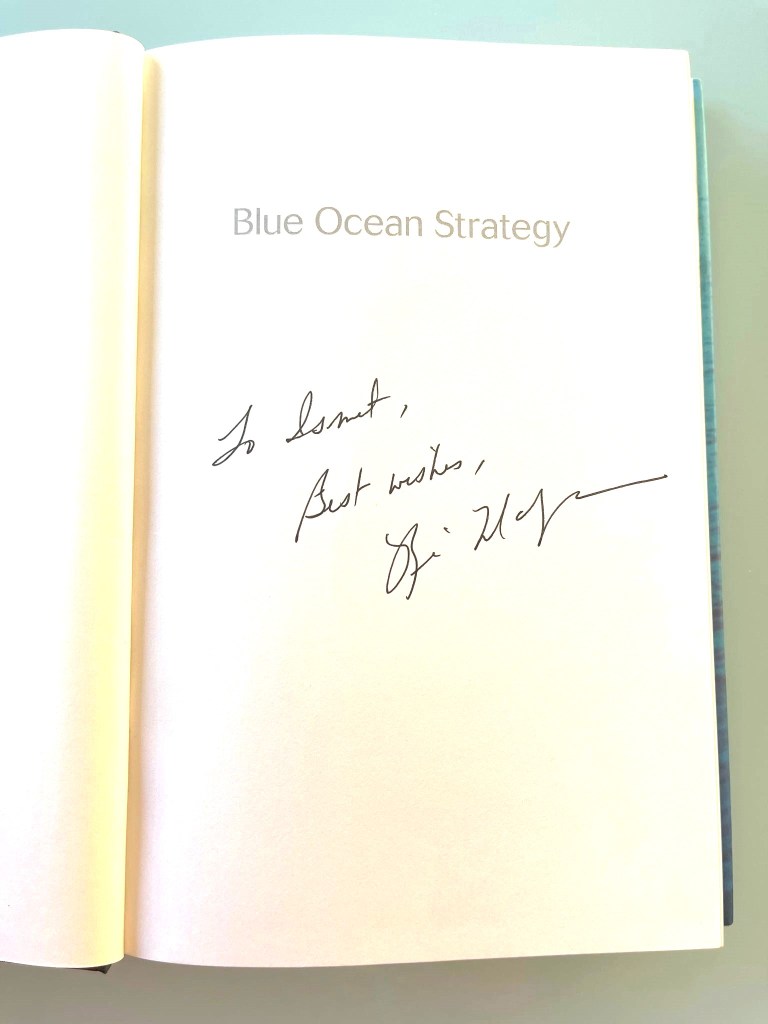 Blue Ocean Strategy
To Ismet,
Best wishes,